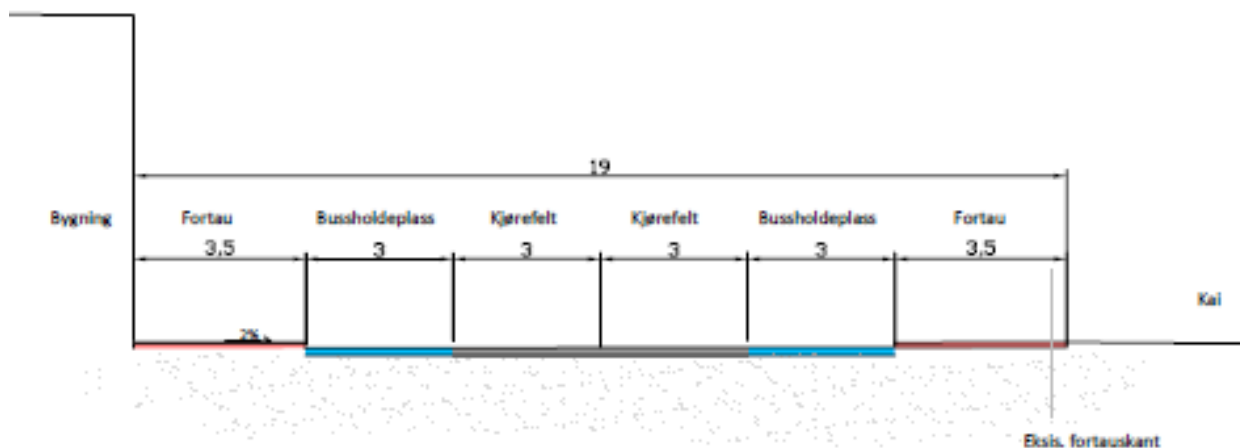 19
Bygning Fortau Bussholdeplass Kjørefelt Kjørefelt Bussholdeplass Fortau
3,5 3 3 3 3 3,5
Kai
2%
Eksis. fortauskant